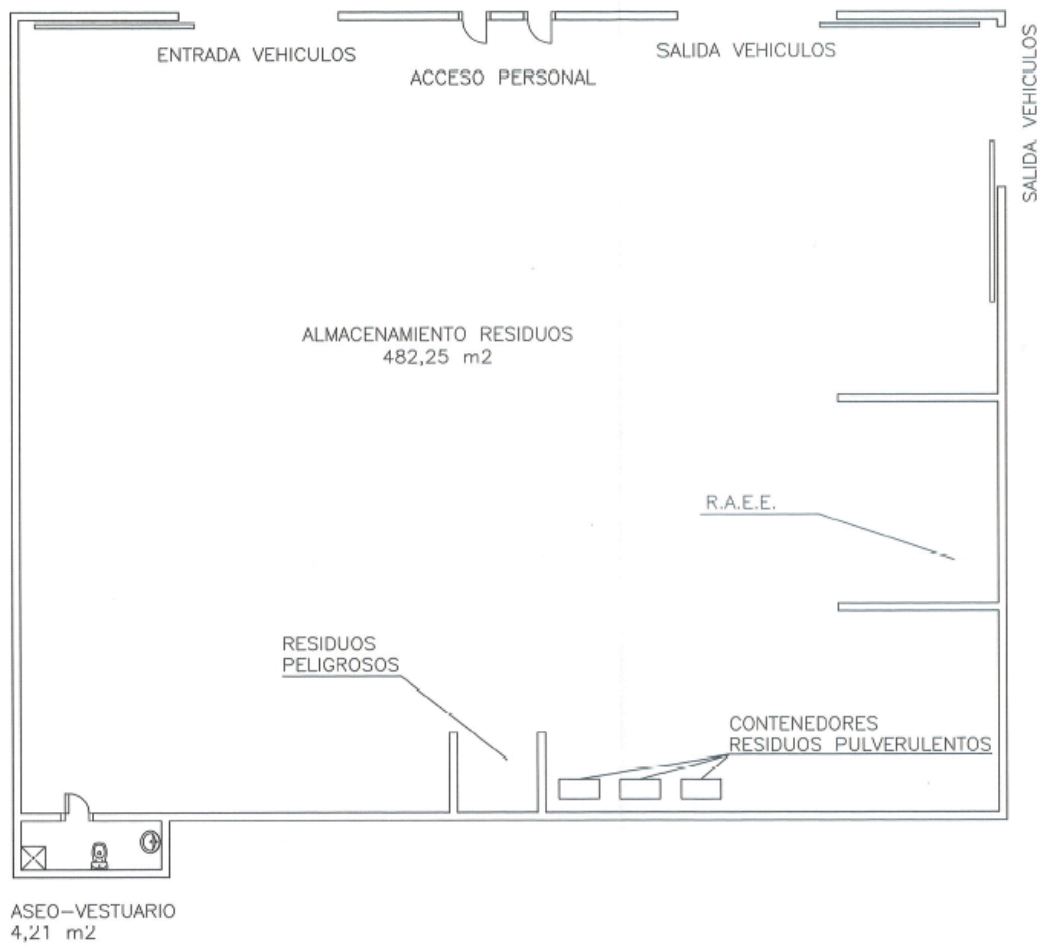 ENTRADA VEHICULOS
ACCESO PERSONAL
SALIDA VEHICULOS
SALIDA VEHICULOS
ALMACENAMIENTO RESIDUOS
482,25 m2
R.A.E.E.
RESIDUOS
PELIGROSOS
CONTENEDORES
RESIDUOS PULVERULENTOS
ASEO-VESTUARIO
4,21 m2